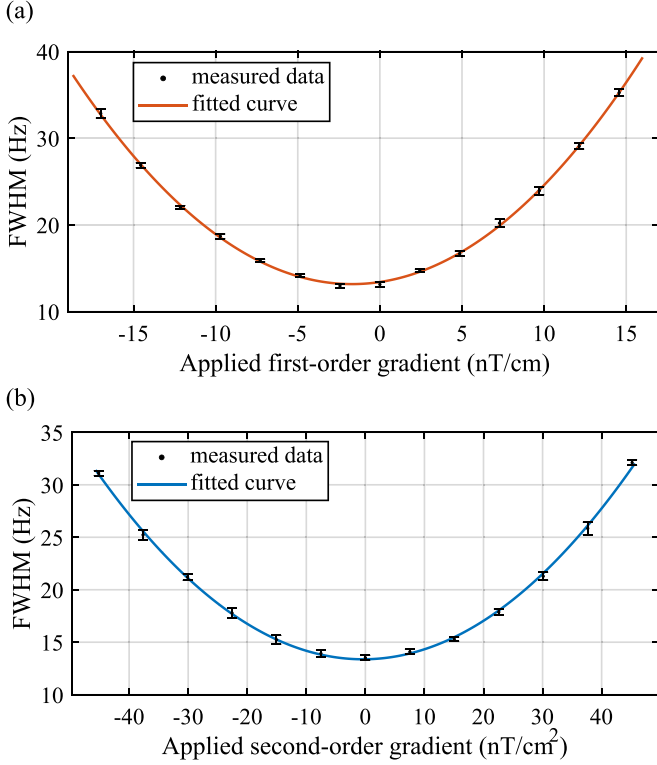 (a)
40
30
20
10
FWHM (Hz)
measured data
fitted curve
-15 -10 -5 0 5 10 15
Applied first-order gradient (nT/cm)
(b)
35
30
25
20
15
10
FWHM (Hz)
measured data
fitted curve
-40 -30 -20 -10 0 10 20 30 40
Applied second-order gradient (nT/cm²)